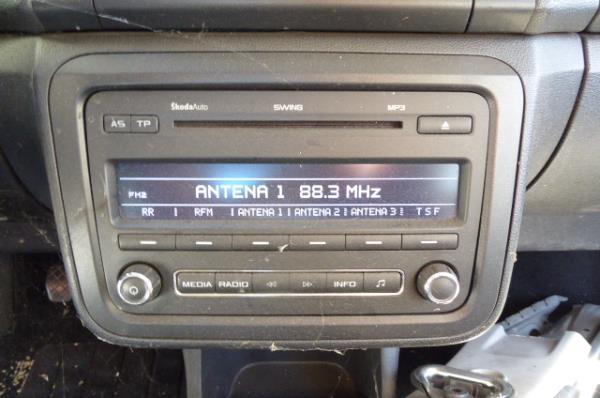 ŠkodaAuto SWING MP3
AS TP
FM2 ANTENA 1 88.3 MHz
RR | RFM | ANTENA 1 | ANTENA 2 | ANTENA 3 | TSF
MEDIA RADIO INFO